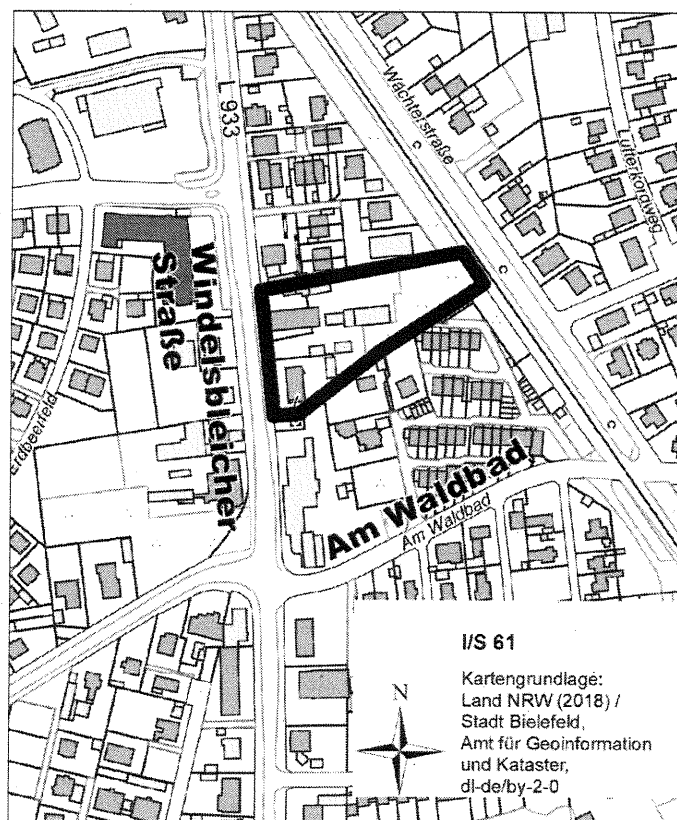 L 933
Wachterstraße
Windelsbleicher
Straße
Erdbeerfeld
Am Waldbad
Am Waldbad
I/S 61
Kartengrundlage:
Land NRW (2018) /
Stadt Bielefeld,
Amt für Geoinformation
und Kataster,
dl-de/by-2-0
N